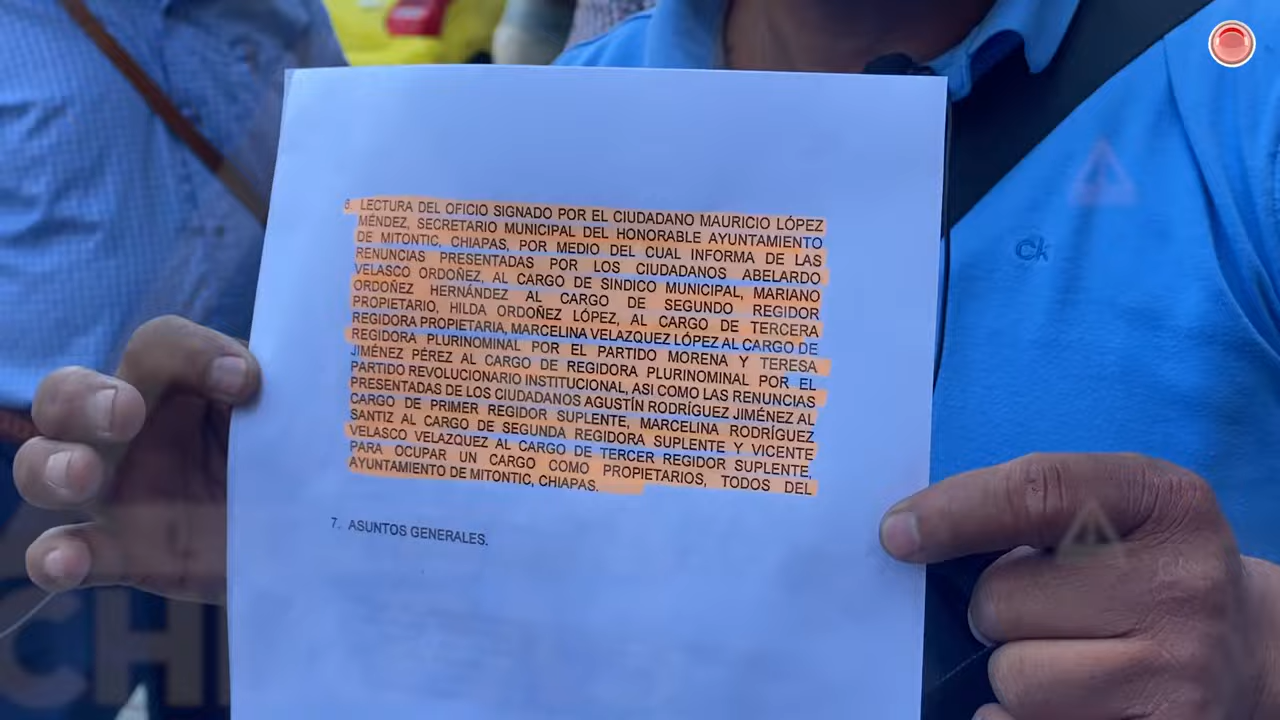 6. LECTURA DEL OFICIO SIGNADO POR EL CIUDADANO MAURICIO LÓPEZ
MÉNDEZ, SECRETARIO MUNICIPAL DEL HONORABLE AYUNTAMIENTO
DE MITONTIC, CHIAPAS, POR MEDIO DEL CUAL INFORMA DE LAS
RENUNCIAS PRESENTADAS POR LOS CIUDADANOS ABELARDO
VELASCO ORDOÑEZ, AL CARGO DE SINDICO MUNICIPAL, MARIANO
ORDOÑEZ HERNÁNDEZ AL CARGO DE SEGUNDO REGIDOR
PROPIETARIO, HILDA ORDOÑEZ LÓPEZ, AL CARGO DE TERCERA
REGIDORA PROPIETARIA, MARCELINA VELAZQUEZ LÓPEZ AL CARGO DE
REGIDORA PLURINOMINAL POR EL PARTIDO MORENA Y TERESA
JIMÉNEZ PÉREZ AL CARGO DE REGIDORA PLURINOMINAL POR EL
PARTIDO REVOLUCIONARIO INSTITUCIONAL, ASI COMO LAS RENUNCIAS
PRESENTADAS DE LOS CIUDADANOS AGUSTÍN RODRÍGUEZ JIMÉNEZ AL
CARGO DE PRIMER REGIDOR SUPLENTE, MARCELINA RODRÍGUEZ
SANTIZ AL CARGO DE SEGUNDA REGIDORA SUPLENTE Y VICENTE
VELASCO VELAZQUEZ AL CARGO DE TERCER REGIDOR SUPLENTE,
PARA OCUPAR UN CARGO COMO PROPIETARIOS, TODOS DEL
AYUNTAMIENTO DE MITONTIC, CHIAPAS.
7. ASUNTOS GENERALES.
ck
CHI